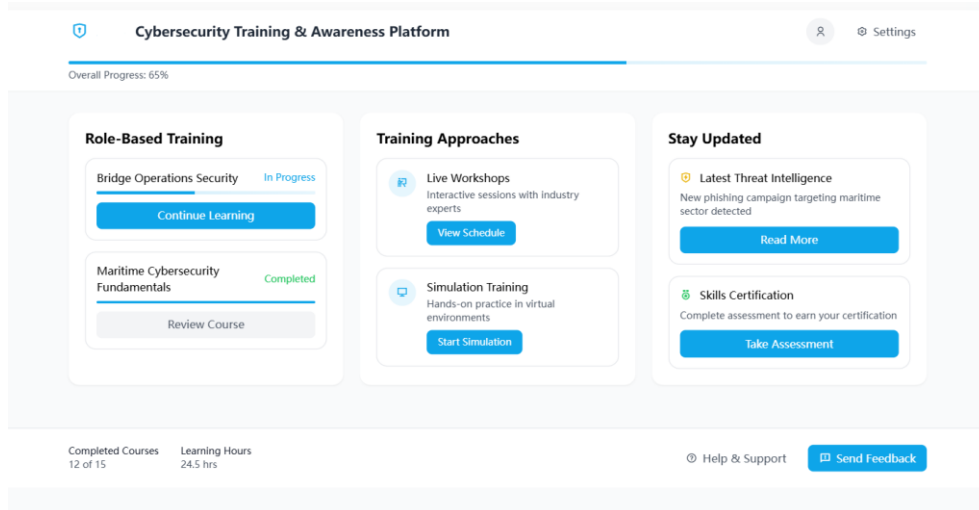 Cybersecurity Training & Awareness Platform
Settings
Overall Progress: 65%
Role-Based Training
Bridge Operations Security
In Progress
Continue Learning
Maritime Cybersecurity
Fundamentals
Completed
Review Course
Training Approaches
Live Workshops
Interactive sessions with industry
experts
View Schedule
Simulation Training
Hands-on practice in virtual
environments
Start Simulation
Stay Updated
Latest Threat Intelligence
New phishing campaign targeting maritime
sector detected
Read More
Skills Certification
Complete assessment to earn your certification
Take Assessment
Completed Courses
12 of 15
Learning Hours
24.5 hrs
Help & Support
Send Feedback